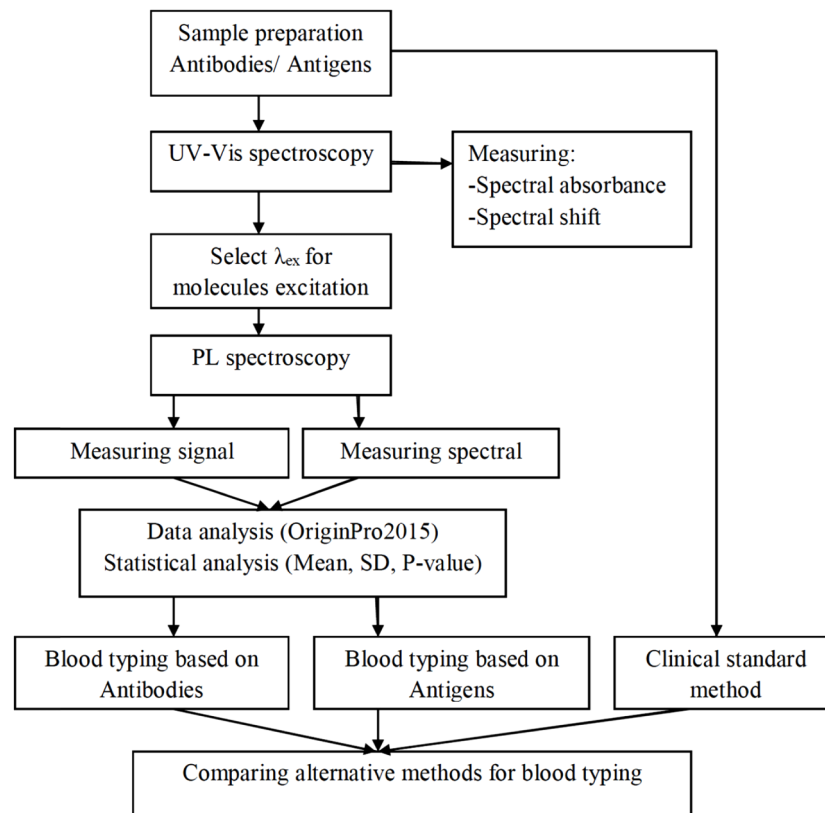 Sample preparation
Antibodies/ Antigens
UV-Vis spectroscopy
Measuring:
-Spectral absorbance
-Spectral shift
Select λex for
molecules excitation
PL spectroscopy
Measuring signal
Measuring spectral
Data analysis (OriginPro2015)
Statistical analysis (Mean, SD, P-value)
Blood typing based on
Antibodies
Blood typing based on
Antigens
Clinical standard
method
Comparing alternative methods for blood typing